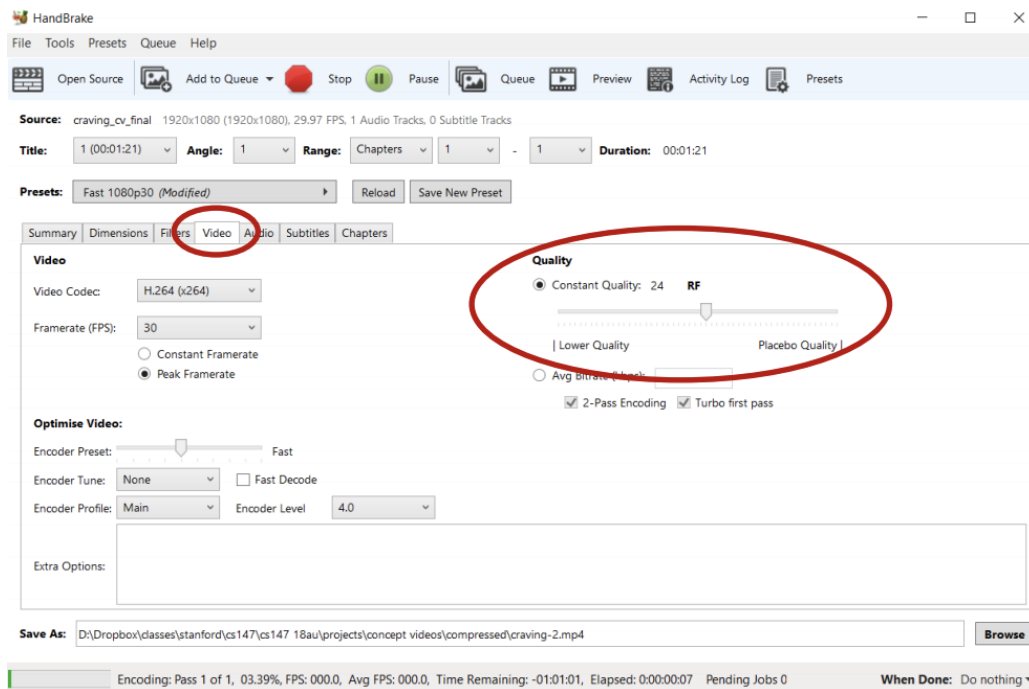 HandBrake
File Tools Presets Queue Help
Open Source Add to Queue Stop Pause Queue Preview Activity Log Presets
Source: craving_cv_final 1920x1080 (1920x1080), 29.97 FPS, 1 Audio Tracks, 0 Subtitle Tracks
Title: 1 (00:01:21) Angle: 1 Range: Chapters 1 - 1 Duration: 00:01:21
Presets: Fast 1080p30 (Modified) Reload Save New Preset
Summary Dimensions Filters Video Audio Subtitles Chapters
Video
Video Codec: H.264 (x264)
Framerate (FPS): 30
Constant Framerate
Peak Framerate
Quality
Constant Quality: 24 RF
| Lower Quality Placebo Quality |
Avg Bitrate (kbps):
2-Pass Encoding Turbo first pass
Optimise Video:
Encoder Preset: Fast
Encoder Tune: None Fast Decode
Encoder Profile: Main Encoder Level 4.0
Extra Options:
Save As: D:\Dropbox\classes\stanford\cs147\cs147 18au\projects\concept videos\compressed\craving-2.mp4 Browse
Encoding: Pass 1 of 1, 03.39%, FPS: 000.0, Avg FPS: 000.0, Time Remaining: -01:01:01, Elapsed: 0:00:00:07 Pending Jobs 0 When Done: Do nothing